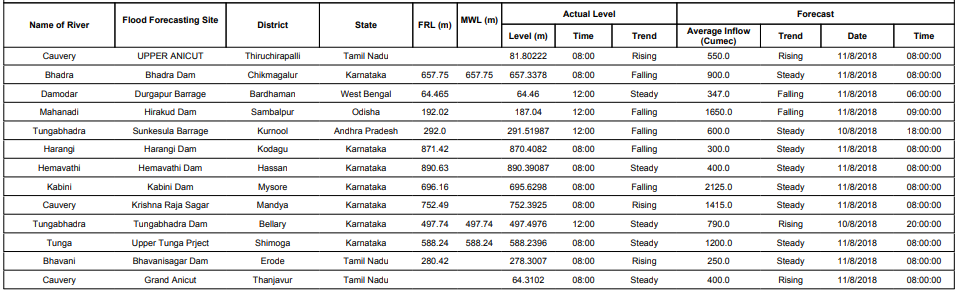 Name of River Flood Forecasting Site District State FRL (m) MWL (m) Actual Level Forecast
Level (m) Time Trend Average Inflow (Cumec) Trend Date Time
Cauvery UPPER ANICUT Thiruchirapalli Tamil Nadu 81.80222 08:00 Rising 550.0 Rising 11/8/2018 08:00:00
Bhadra Bhadra Dam Chikmagalur Karnataka 657.75 657.75 657.3378 08:00 Falling 900.0 Steady 11/8/2018 08:00:00
Damodar Durgapur Barrage Bardhaman West Bengal 64.465 64.46 12:00 Steady 347.0 Falling 11/8/2018 06:00:00
Mahanadi Hirakud Dam Sambalpur Odisha 192.02 187.04 12:00 Falling 1650.0 Falling 11/8/2018 09:00:00
Tungabhadra Sunkesula Barrage Kurnool Andhra Pradesh 292.0 291.51987 12:00 Falling 600.0 Steady 10/8/2018 18:00:00
Harangi Harangi Dam Kodagu Karnataka 871.42 870.4082 08:00 Falling 300.0 Steady 11/8/2018 08:00:00
Hemavathi Hemavathi Dam Hassan Karnataka 890.63 890.39087 08:00 Steady 400.0 Steady 11/8/2018 08:00:00
Kabini Kabini Dam Mysore Karnataka 696.16 695.6298 08:00 Falling 2125.0 Steady 11/8/2018 08:00:00
Cauvery Krishna Raja Sagar Mandya Karnataka 752.49 752.3925 08:00 Rising 1415.0 Steady 11/8/2018 08:00:00
Tungabhadra Tungabhadra Dam Bellary Karnataka 497.74 497.74 497.4976 12:00 Steady 790.0 Rising 10/8/2018 20:00:00
Tunga Upper Tunga Prject Shimoga Karnataka 588.24 588.24 588.2396 08:00 Steady 1200.0 Steady 11/8/2018 08:00:00
Bhavani Bhavanisagar Dam Erode Tamil Nadu 280.42 278.3007 08:00 Rising 250.0 Steady 11/8/2018 08:00:00
Cauvery Grand Anicut Thanjavur Tamil Nadu 64.3102 08:00 Steady 400.0 Rising 11/8/2018 08:00:00